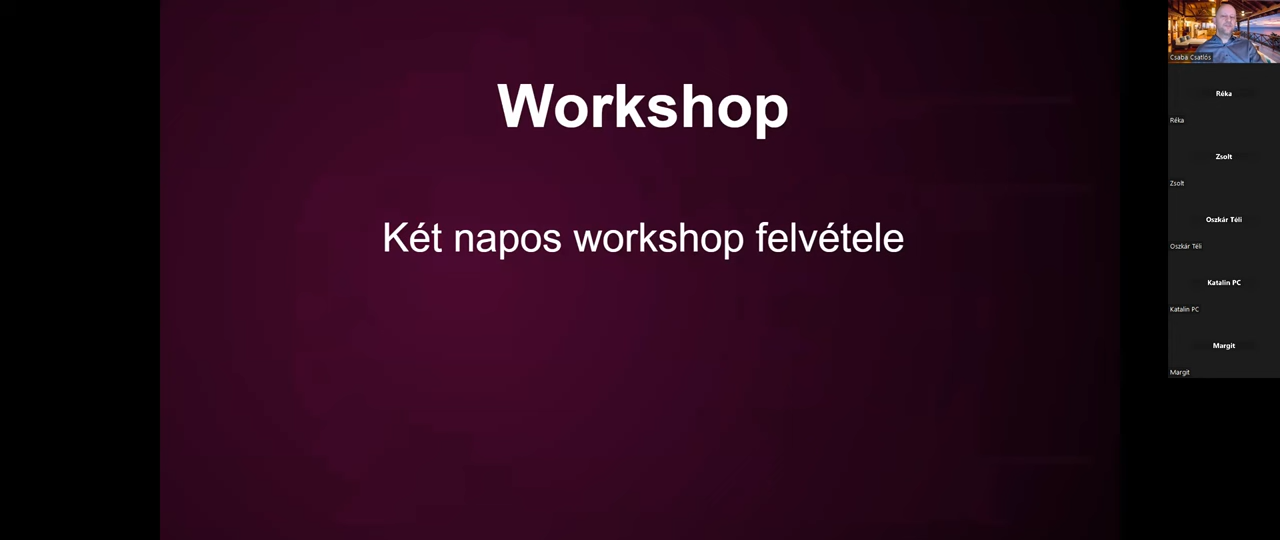 Workshop
Két napos workshop felvétele
Csaba Csatlós
Réka
Réka
Zsolt
Zsolt
Oszkár Téli
Oszkár Téli
Katalin PC
Katalin PC
Margit
Margit